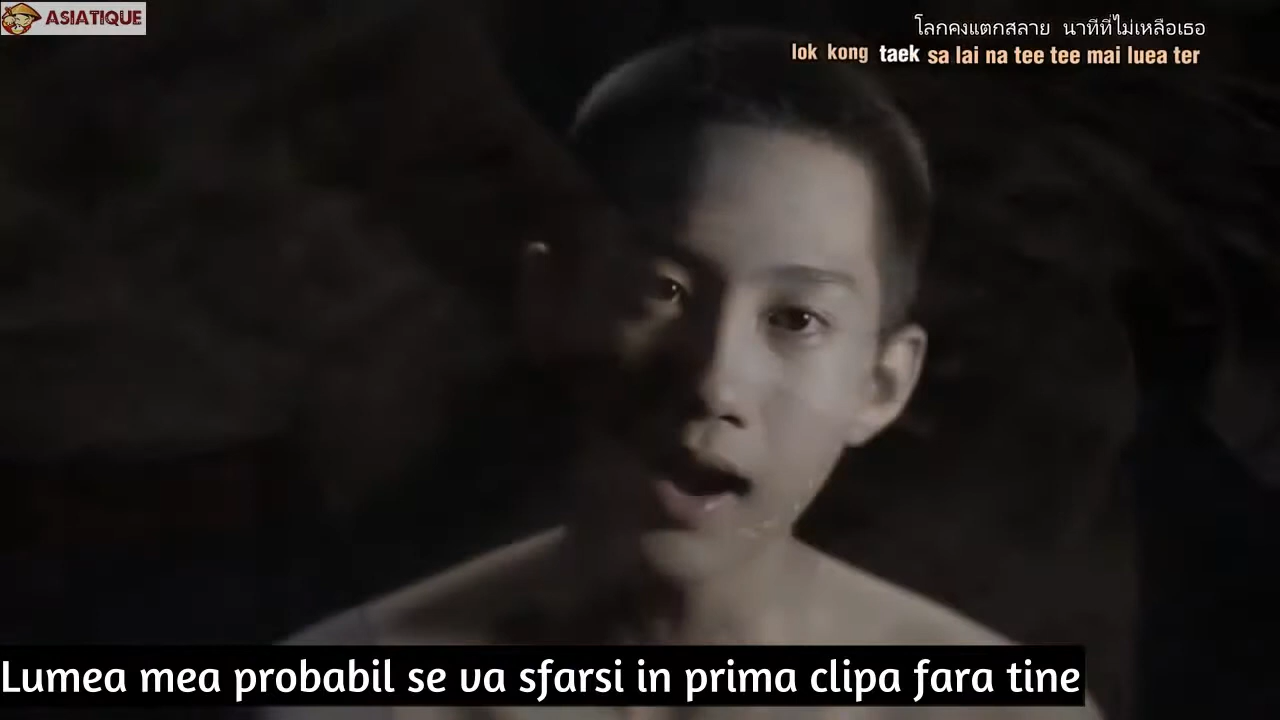 ASIATIQUE
โลกคงแตกสลาย นาทีที่ไม่เหลือเธอ
lok kong taek sa lai na tee tee mai luea ter
Lumea mea probabil se va sfarsi in prima clipa fara tine